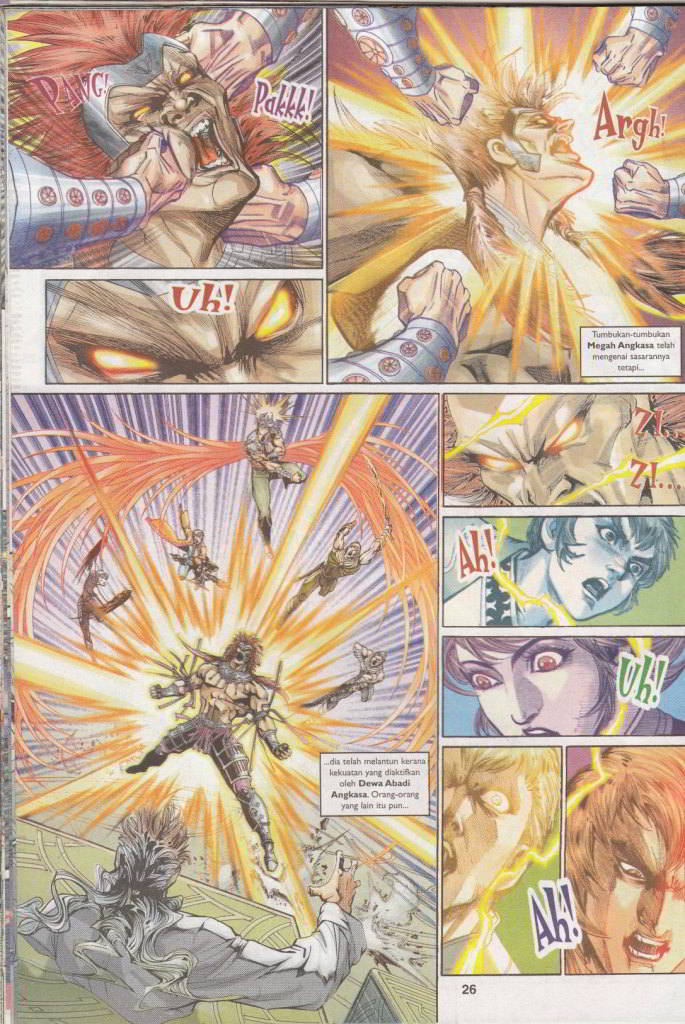 PANG!
Pakkk!
Argh!
Uh!
Tumbukan-tumbukan
Megah Angkasa telah
mengenai sasarannya
tetapi...
ZI..
ZI...
Ah!
Uh!
...dia telah melantun kerana
kekuatan yang diaktifkan
oleh Dewa Abadi
Angkasa. Orang-orang
yang lain itu pun...
Ah!
26